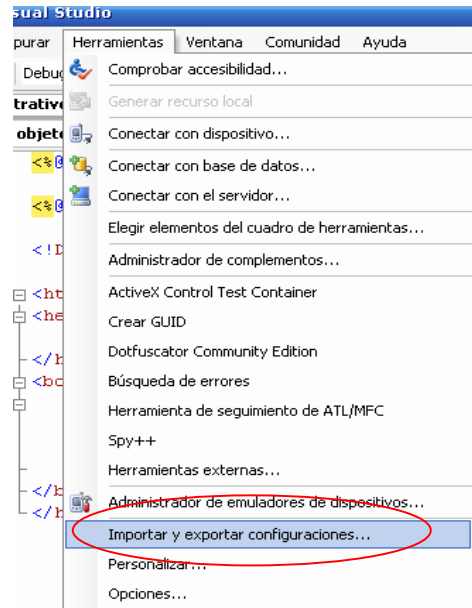 sual Studio
purar Herramientas Ventana Comunidad Ayuda
Debug Comprobar accesibilidad...
trative Generar recurso local
objeto Conectar con dispositivo...
<%@ Conectar con base de datos...
<%@ Conectar con el servidor...
Elegir elementos del cuadro de herramientas...
<!D Administrador de complementos...
<ht ActiveX Control Test Container
<he Crear GUID
</h Dotfuscator Community Edition
<bo Búsqueda de errores
Herramienta de seguimiento de ATL/MFC
Spy++
Herramientas externas...
</b Administrador de emuladores de dispositivos...
</h Importar y exportar configuraciones...
Personalizar...
Opciones...